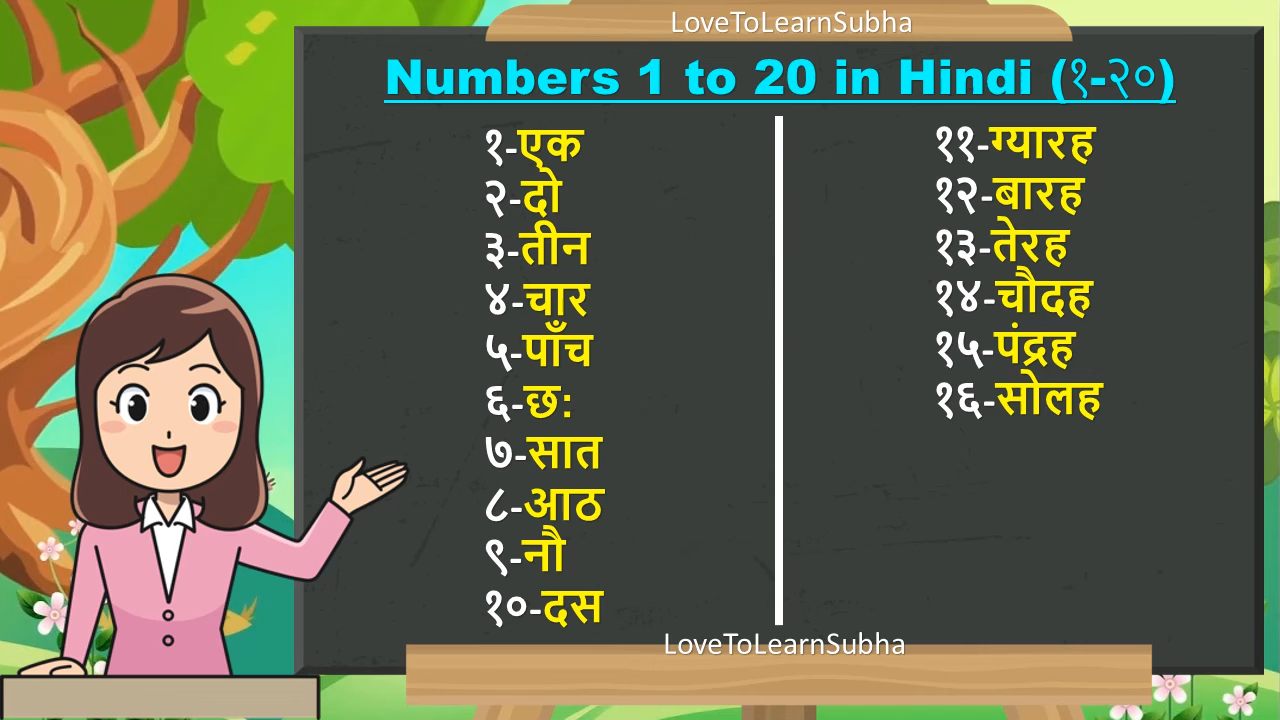 LoveToLearnSubha
Numbers 1 to 20 in Hindi (१-२०)
१-एक
२-दो
३-तीन
४-चार
५-पाँच
६-छः
७-सात
८-आठ
९-नौ
१०-दस
११-ग्यारह
१२-बारह
१३-तेरह
१४-चौदह
१५-पंद्रह
१६-सोलह
LoveToLearnSubha